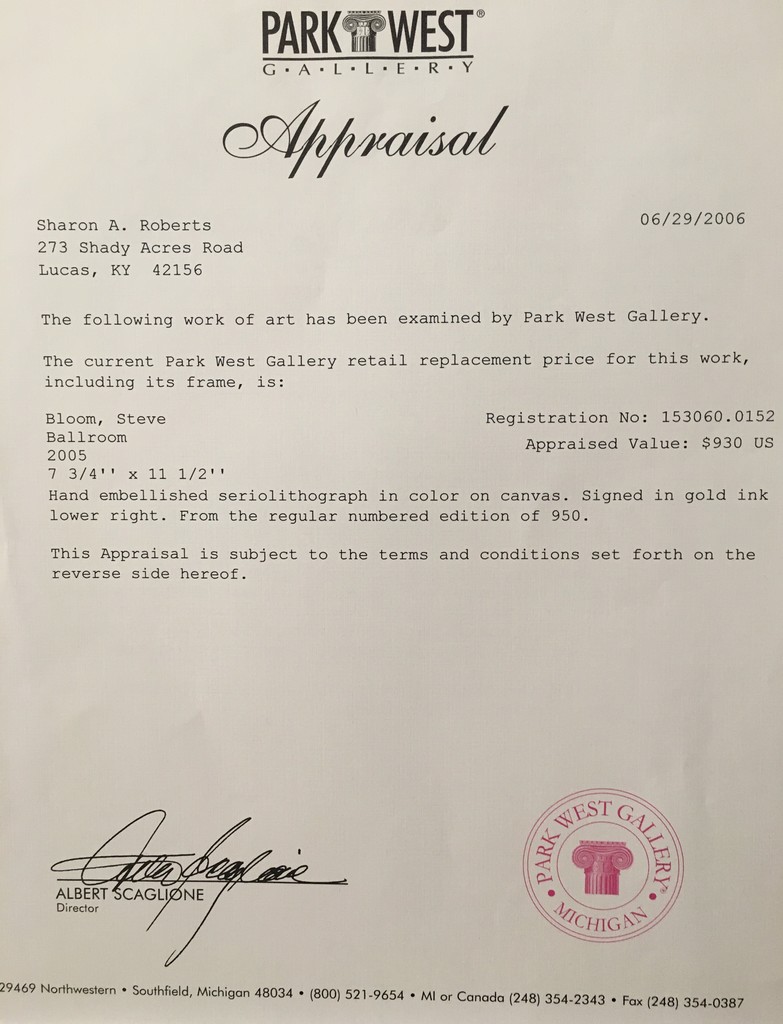 PARK WEST®
G·A·L·L·E·R·Y
Appraisal
Sharon A. Roberts
06/29/2006
273 Shady Acres Road
Lucas, KY 42156
The following work of art has been examined by Park West Gallery.
The current Park West Gallery retail replacement price for this work,
including its frame, is:
Bloom, Steve
Registration No: 153060.0152
Ballroom
Appraised Value: $930 US
2005
7 3/4'' x 11 1/2''
Hand embellished seriolithograph in color on canvas. Signed in gold ink
lower right. From the regular numbered edition of 950.
This Appraisal is subject to the terms and conditions set forth on the
reverse side hereof.
ALBERT SCAGLIONE
Director
PARK WEST GALLERY®
• MICHIGAN •
29469 Northwestern • Southfield, Michigan 48034 • (800) 521-9654 • MI or Canada (248) 354-2343 • Fax (248) 354-0387